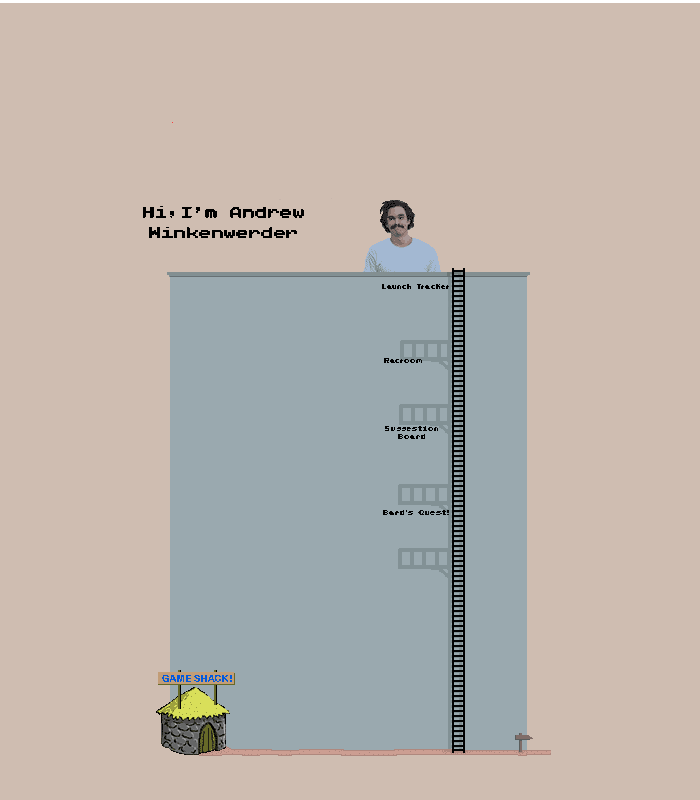 Hi, I'm Andrew
Winkenwerder
Launch Tracker
Racroom
Suggestion
Board
Bard's Quest!
GAME SHACK!